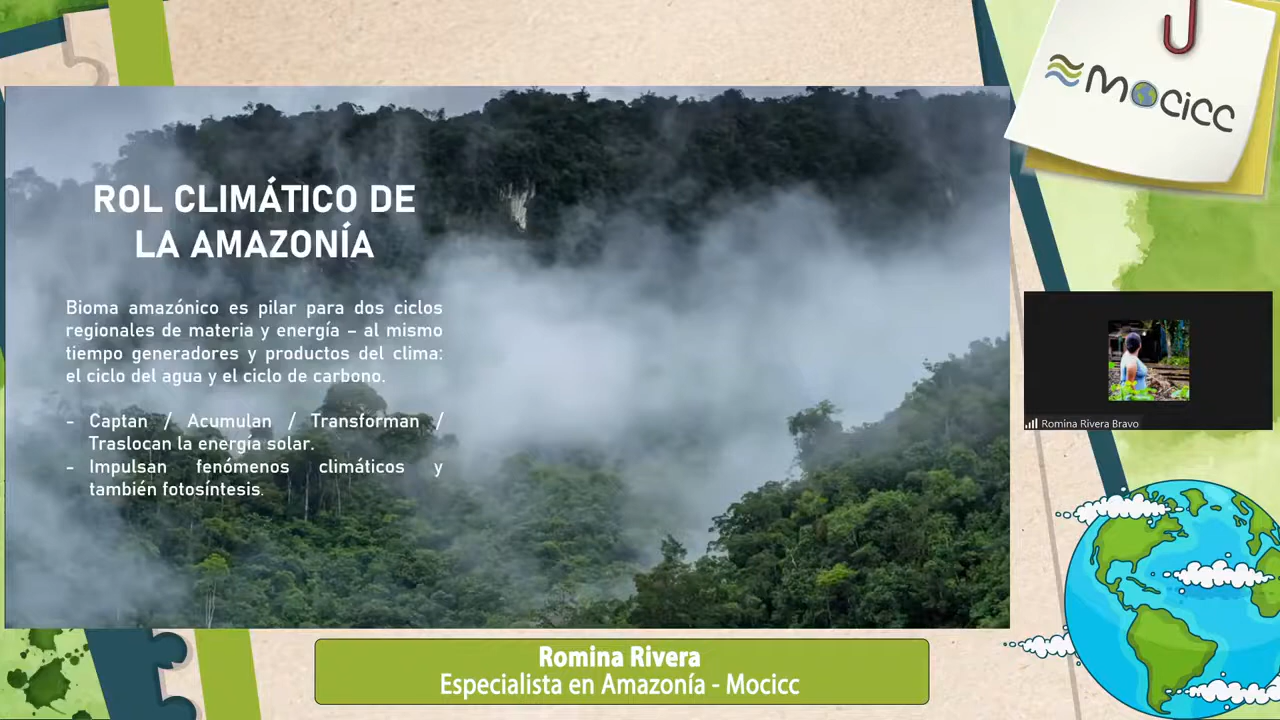 mocicc
ROL CLIMÁTICO DE
LA AMAZONÍA
Bioma amazónico es pilar para dos ciclos
regionales de materia y energía – al mismo
tiempo generadores y productos del clima:
el ciclo del agua y el ciclo de carbono.
- Captan / Acumulan / Transforman /
Traslocan la energía solar.
- Impulsan fenómenos climáticos y
también fotosíntesis.
Romina Rivera Bravo
Romina Rivera
Especialista en Amazonía - Mocicc